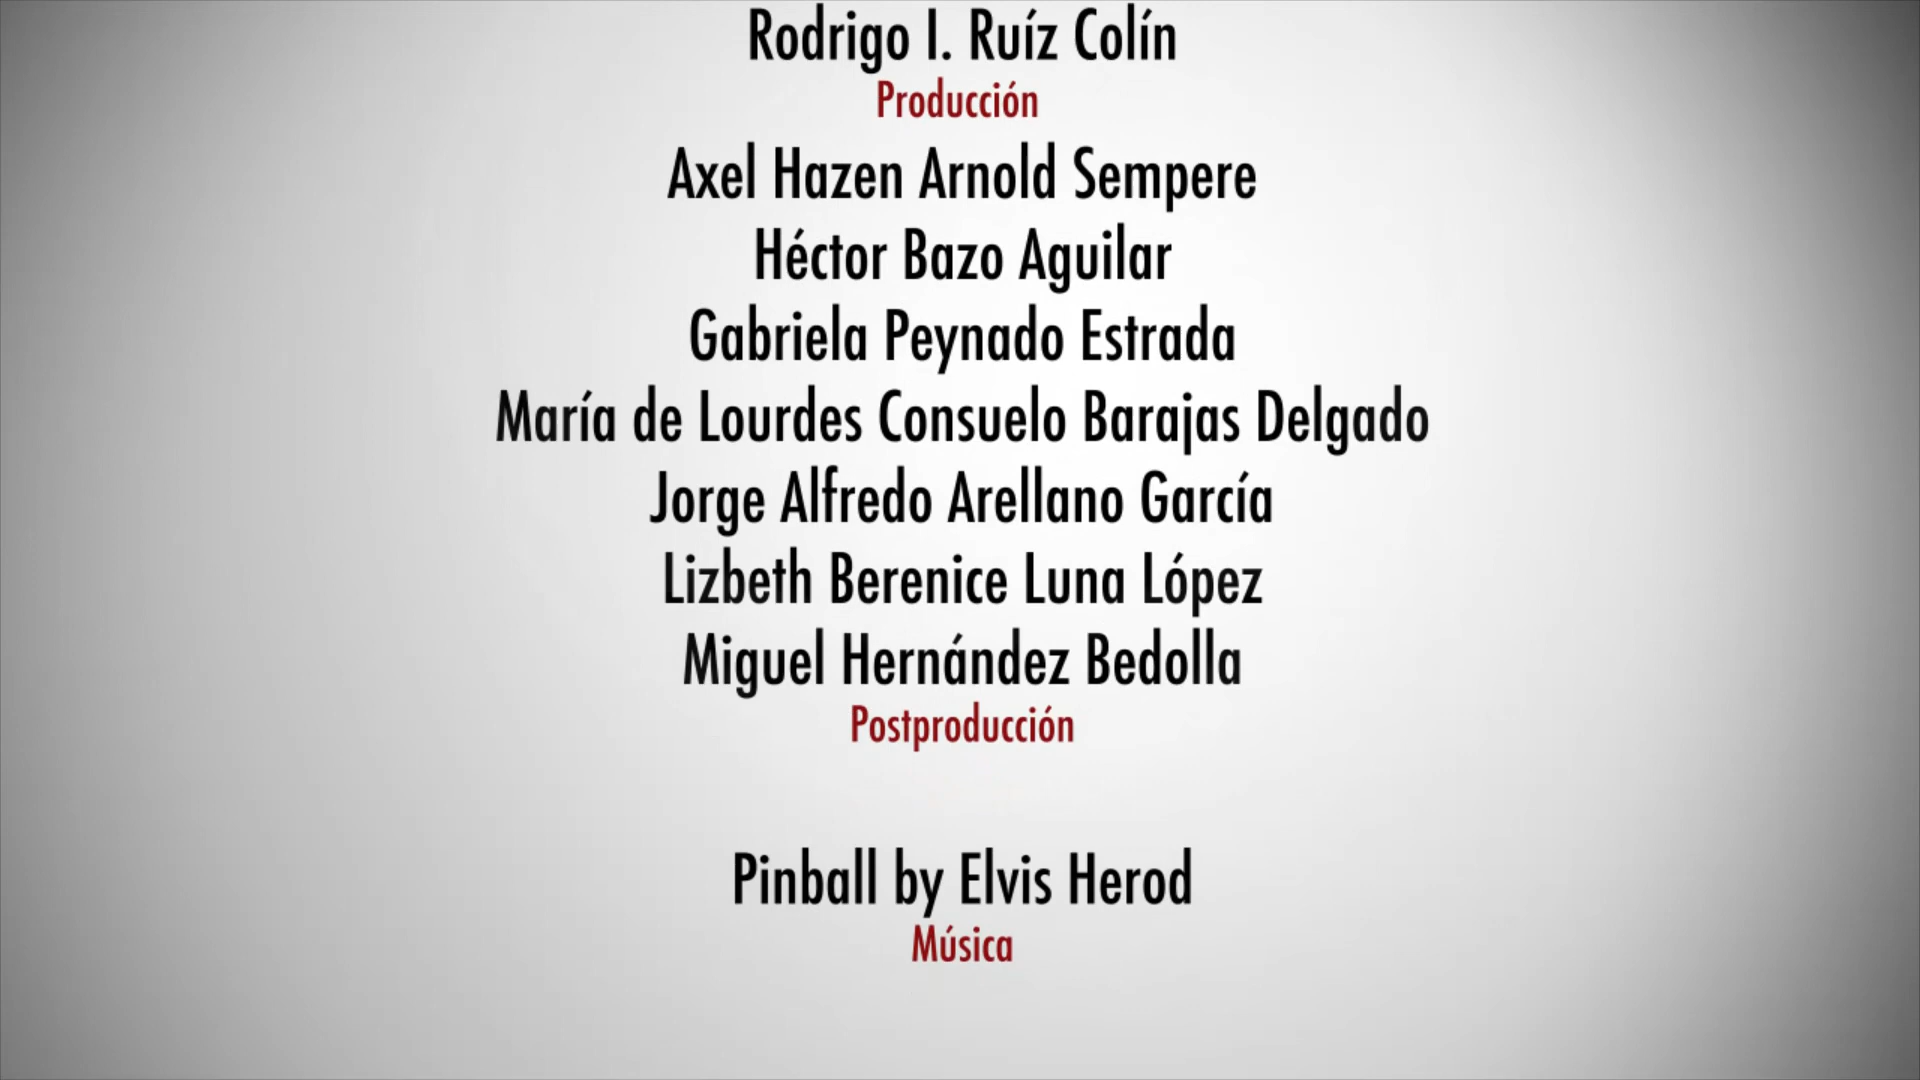 Rodrigo I. Ruíz Colín
Producción
Axel Hazen Arnold Sempere
Héctor Bazo Aguilar
Gabriela Peynado Estrada
María de Lourdes Consuelo Barajas Delgado
Jorge Alfredo Arellano García
Lizbeth Berenice Luna López
Miguel Hernández Bedolla
Postproducción
Pinball by Elvis Herod
Música